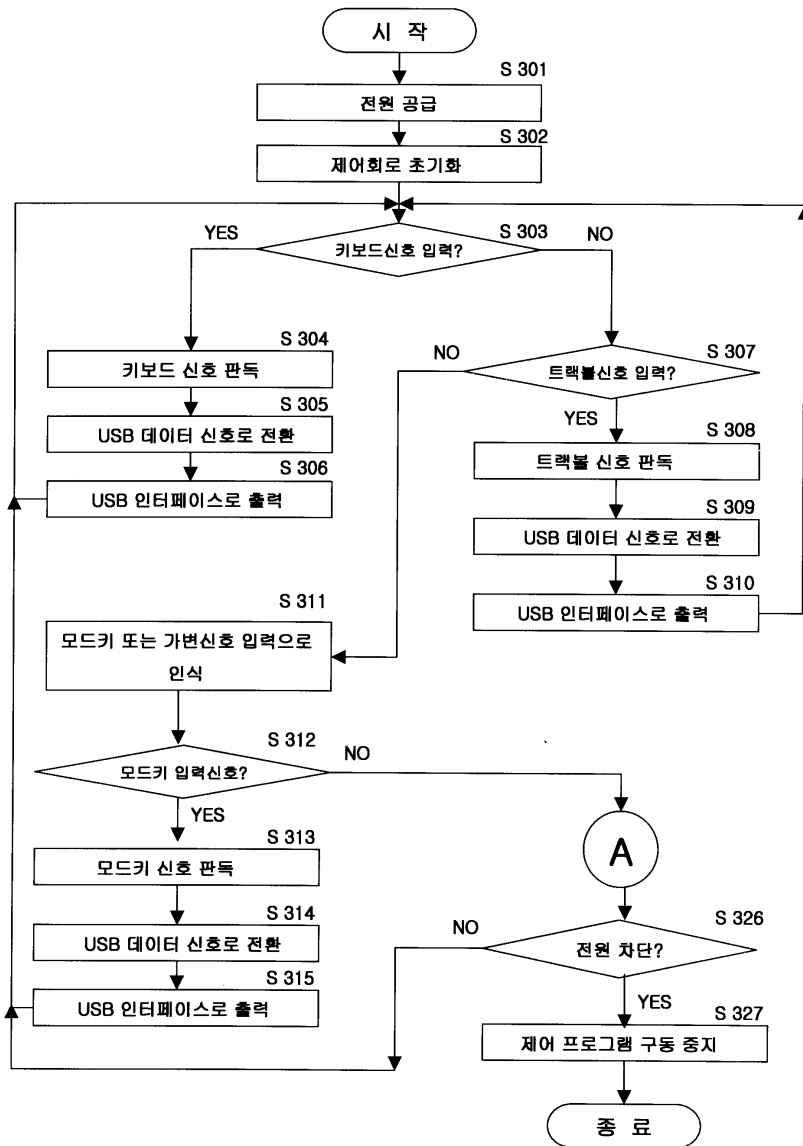 시 작
S 301
전원 공급
S 302
제어회로 초기화
YES
S 303
NO
키보드신호 입력?
S 304
키보드 신호 판독
S 305
USB 데이터 신호로 전환
S 306
USB 인터페이스로 출력
NO
S 307
트랙볼신호 입력?
YES
S 308
트랙볼 신호 판독
S 309
USB 데이터 신호로 전환
S 310
USB 인터페이스로 출력
S 311
모드키 또는 가변신호 입력으로
인식
S 312
NO
모드키 입력신호?
YES
S 313
모드키 신호 판독
S 314
USB 데이터 신호로 전환
S 315
USB 인터페이스로 출력
A
NO
S 326
전원 차단?
YES
S 327
제어 프로그램 구동 중지
종 료